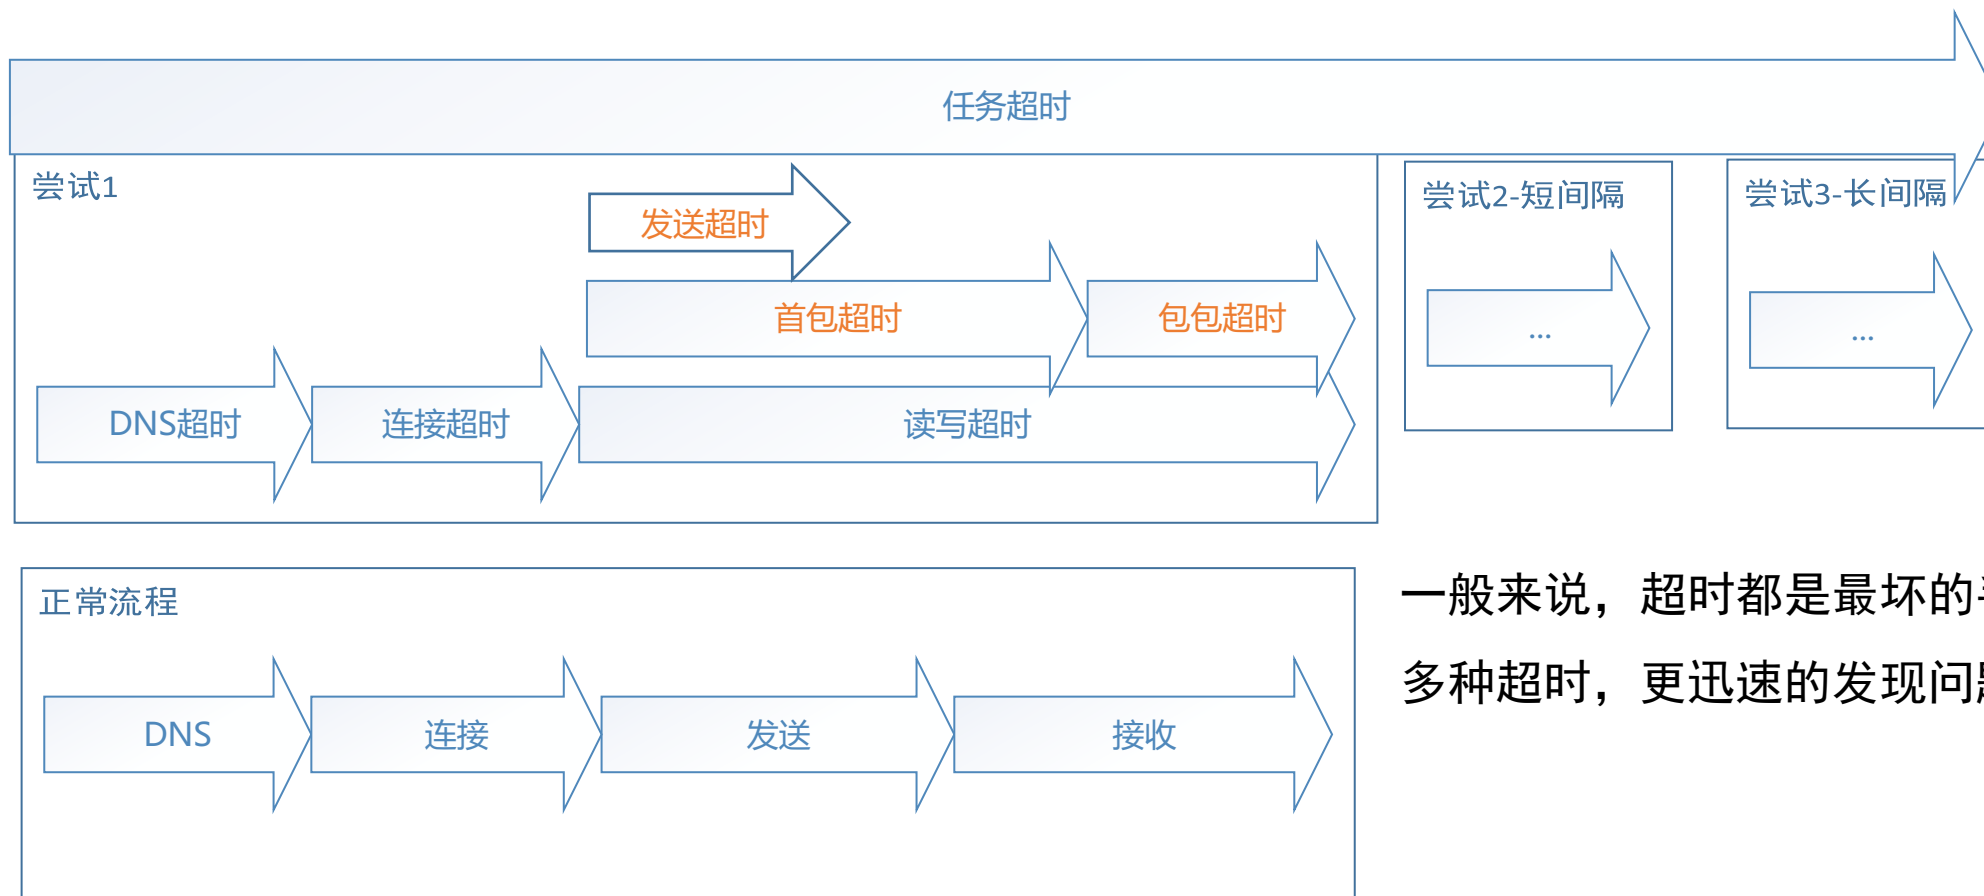 任务超时
尝试1
发送超时
首包超时
包包超时
DNS超时
连接超时
读写超时
尝试2-短间隔
...
尝试3-长间隔
...
正常流程
DNS
连接
发送
接收
一般来说，超时都是最坏的
多种超时，更迅速的发现问